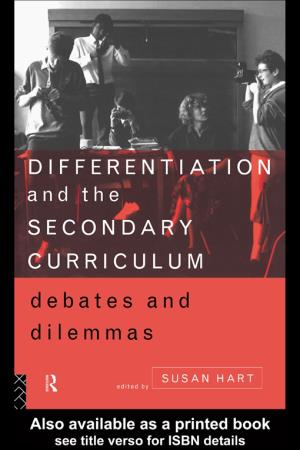 DIFFERENTIATION
and the
SECONDARY
CURRICULUM
debates and
dilemmas
edited by SUSAN HART
R
Also available as a printed book
see title verso for ISBN details